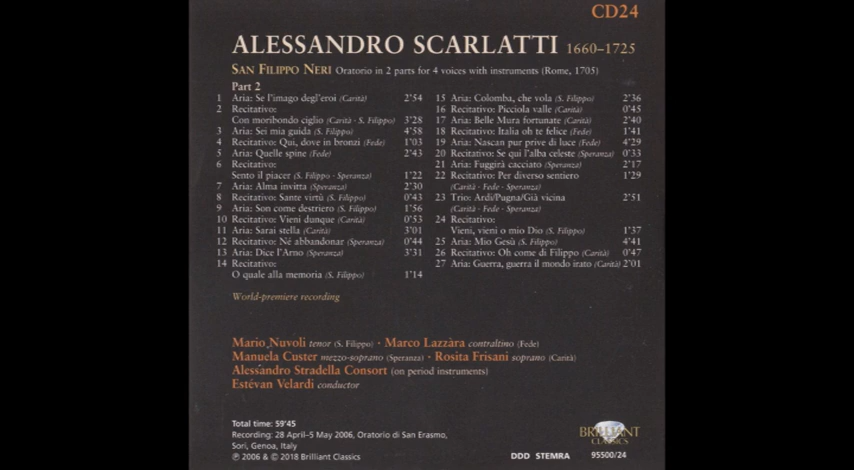 CD24
ALESSANDRO SCARLATTI 1660–1725
SAN FILIPPO NERI Oratorio in 2 parts for 4 voices with instruments (Rome, 1705)
Part 2
1 Aria: Se l'imago degl'eroi (Carità) 2'54
2 Recitativo:
Con moribondo ciglio (Carità - S. Filippo) 3'28
3 Aria: Sei mia guida (S. Filippo) 4'58
4 Recitativo: Qui, dove in bronzi (Fede) 1'03
5 Aria: Quelle spine (Fede) 2'43
6 Recitativo:
Sento il piacer (S. Filippo - Speranza) 1'22
7 Aria: Alma invitta (Speranza) 2'30
8 Recitativo: Sante virtù (S. Filippo) 0'43
9 Aria: Son come destriero (S. Filippo) 1'56
10 Recitativo: Vieni dunque (Carità) 0'53
11 Aria: Sarai stella (Carità) 3'01
12 Recitativo: Né abbandonar (Speranza) 0'44
13 Aria: Dice l'Arno (Speranza) 3'31
14 Recitativo:
O quale alla memoria (S. Filippo) 1'14
15 Aria: Colomba, che vola (S. Filippo) 2'36
16 Recitativo: Picciola valle (Carità) 0'45
17 Aria: Belle Mura fortunate (Carità) 2'40
18 Recitativo: Italia oh te felice (Fede) 1'41
19 Aria: Nascan pur prive di luce (Fede) 4'29
20 Recitativo: Se qui l'alba celeste (Speranza) 0'33
21 Aria: Fuggirà cacciato (Speranza) 2'17
22 Recitativo: Per diverso sentiero 1'29
(Carità - Fede - Speranza)
23 Trio: Ardi/Pugna/Già vicina 2'51
(Carità - Fede - Speranza)
24 Recitativo:
Vieni, vieni o mio Dio (S. Filippo) 1'37
25 Aria: Mio Gesù (S. Filippo) 4'41
26 Recitativo: Oh come di Filippo (Carità) 0'47
27 Aria: Guerra, guerra il mondo irato (Carità) 2'01
World-premiere recording
Mario Nuvoli tenor (S. Filippo) · Marco Lazzàra contraltino (Fede)
Manuela Custer mezzo-soprano (Speranza) · Rosita Frisani soprano (Carità)
Alessandro Stradella Consort (on period instruments)
Estévan Velardi conductor
Total time: 59'45
Recording: 28 April–5 May 2006, Oratorio di San Erasmo,
Sori, Genoa, Italy
℗ 2006 & © 2018 Brilliant Classics
DDD STEMRA
BRILLIANT
CLASSICS
95500/24